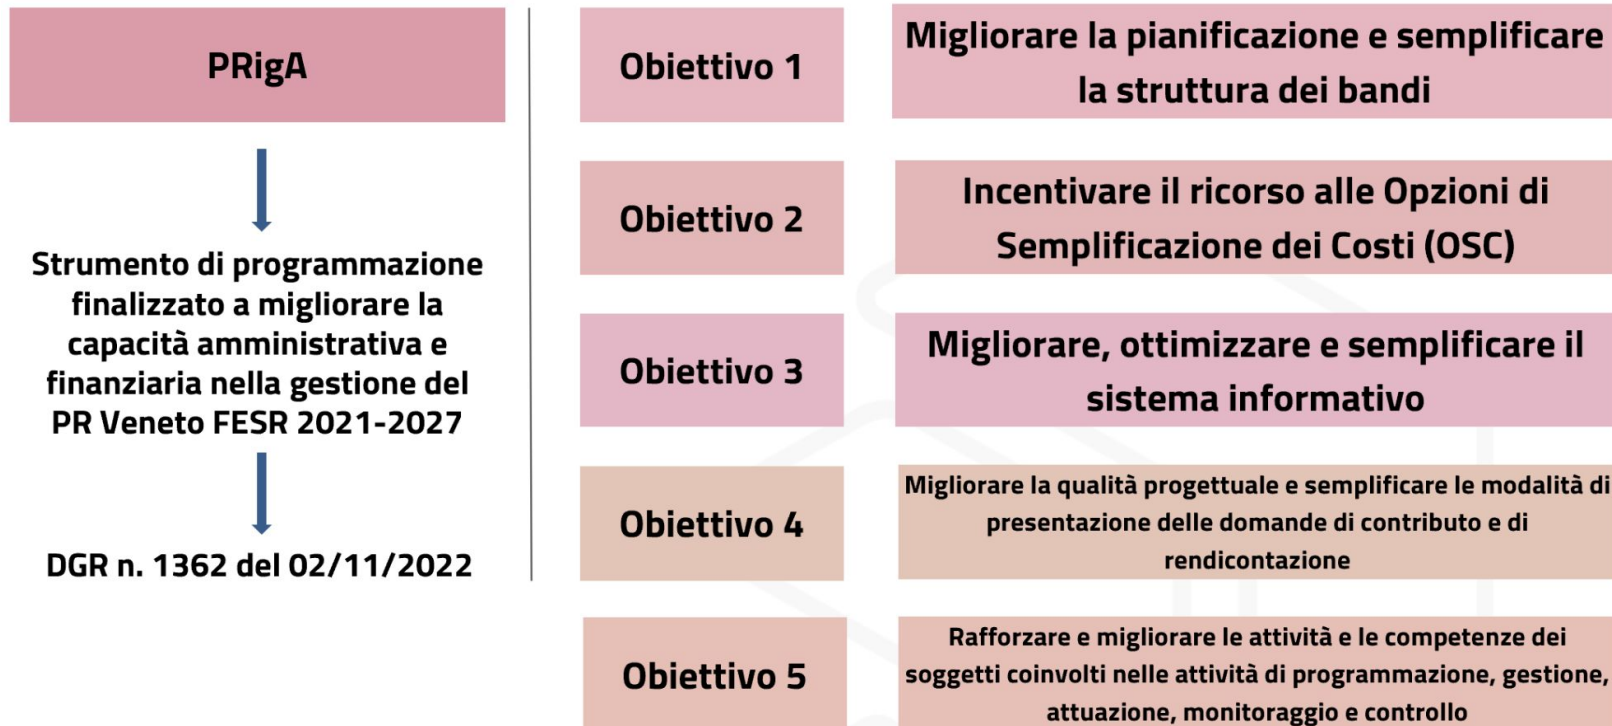 PRigA
Strumento di programmazione
finalizzato a migliorare la
capacità amministrativa e
finanziaria nella gestione del
PR Veneto FESR 2021-2027
DGR n. 1362 del 02/11/2022
Obiettivo 1
Migliorare la pianificazione e semplificare
la struttura dei bandi
Obiettivo 2
Incentivare il ricorso alle Opzioni di
Semplificazione dei Costi (OSC)
Obiettivo 3
Migliorare, ottimizzare e semplificare il
sistema informativo
Obiettivo 4
Migliorare la qualità progettuale e semplificare le modalità di
presentazione delle domande di contributo e di
rendicontazione
Obiettivo 5
Rafforzare e migliorare le attività e le competenze dei
soggetti coinvolti nelle attività di programmazione, gestione,
attuazione, monitoraggio e controllo